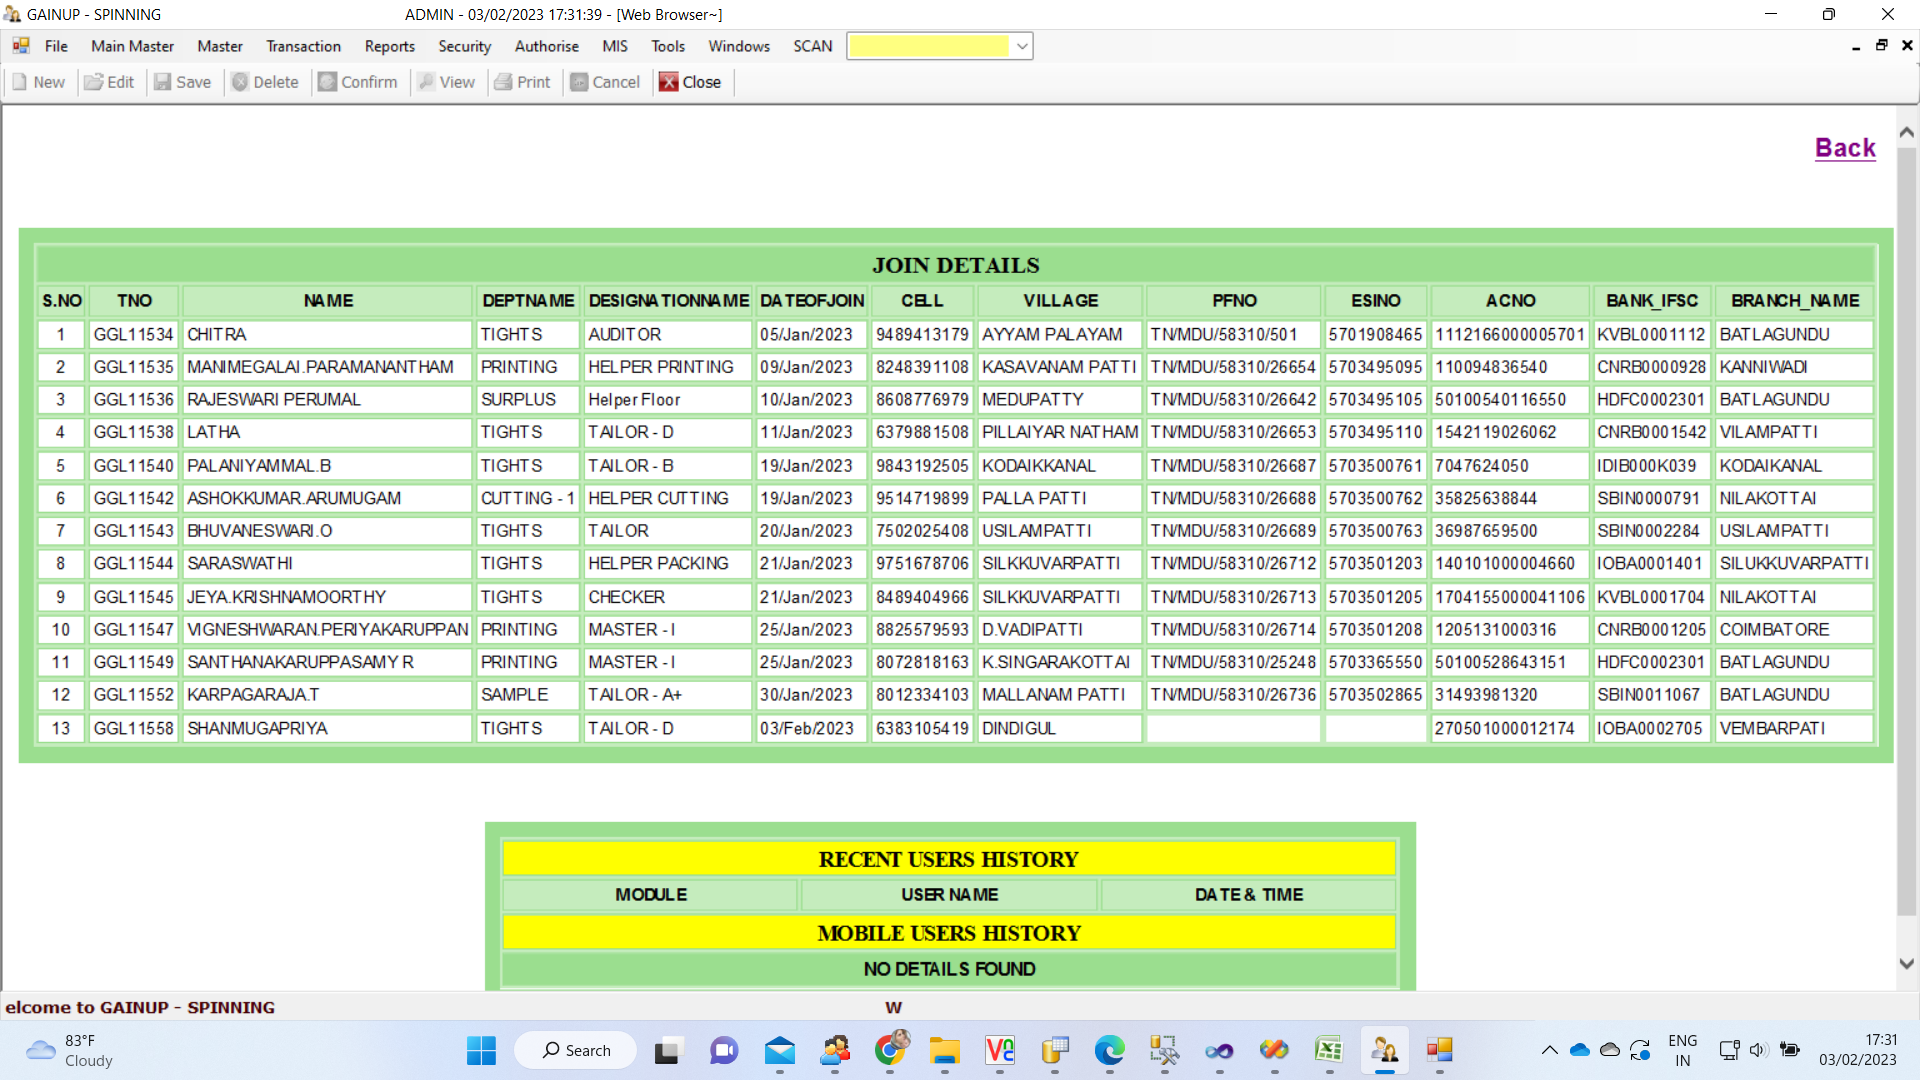 GAINUP - SPINNING ADMIN - 03/02/2023 17:31:39 - [Web Browser~]
File Main Master Master Transaction Reports Security Authorise MIS Tools Windows SCAN
New Edit Save Delete Confirm View Print Cancel Close
Back
JOIN DETAILS
S.NO TNO NAME DEPTNAME DESIGNATIONNAME DATEOFJOIN CELL VILLAGE PFNO ESINO ACNO BANK_IFSC BRANCH_NAME
1 GGL11534 CHITRA TIGHTS AUDITOR 05/Jan/2023 9489413179 AYYAM PALAYAM TN/MDU/58310/501 5701908465 1112166000005701 KVBL0001112 BATLAGUNDU
2 GGL11535 MANIMEGALAI.PARAMANANTHAM PRINTING HELPER PRINTING 09/Jan/2023 8248391108 KASAVANAM PATTI TN/MDU/58310/26654 5703495095 110094836540 CNRB0000928 KANNIWADI
3 GGL11536 RAJESWARI PERUMAL SURPLUS Helper Floor 10/Jan/2023 8608776979 MEDUPATTY TN/MDU/58310/26642 5703495105 50100540116550 HDFC0002301 BATLAGUNDU
4 GGL11538 LATHA TIGHTS TAILOR - D 11/Jan/2023 6379881508 PILLAIYAR NATHAM TN/MDU/58310/26653 5703495110 1542119026062 CNRB0001542 VILAMPATTI
5 GGL11540 PALANIYAMMAL.B TIGHTS TAILOR - B 19/Jan/2023 9843192505 KODAIKKANAL TN/MDU/58310/26687 5703500761 7047624050 IDIB000K039 KODAIKANAL
6 GGL11542 ASHOKKUMAR.ARUMUGAM CUTTING - 1 HELPER CUTTING 19/Jan/2023 9514719899 PALLA PATTI TN/MDU/58310/26688 5703500762 35825638844 SBIN0000791 NILAKOTTAI
7 GGL11543 BHUVANESWARI.O TIGHTS TAILOR 20/Jan/2023 7502025408 USILAMPATTI TN/MDU/58310/26689 5703500763 36987659500 SBIN0002284 USILAMPATTI
8 GGL11544 SARASWATHI TIGHTS HELPER PACKING 21/Jan/2023 9751678706 SILKKUVARPATTI TN/MDU/58310/26712 5703501203 140101000004660 IOBA0001401 SILUKKUVARPATTI
9 GGL11545 JEYA.KRISHNAMOORTHY TIGHTS CHECKER 21/Jan/2023 8489404966 SILKKUVARPATTI TN/MDU/58310/26713 5703501205 1704155000041106 KVBL0001704 NILAKOTTAI
10 GGL11547 VIGNESHWARAN.PERIYAKARUPPAN PRINTING MASTER - I 25/Jan/2023 8825579593 D.VADIPATTI TN/MDU/58310/26714 5703501208 1205131000316 CNRB0001205 COIMBATORE
11 GGL11549 SANTHANAKARUPPASAMY R PRINTING MASTER - I 25/Jan/2023 8072818163 K.SINGARAKOTTAI TN/MDU/58310/25248 5703365550 50100528643151 HDFC0002301 BATLAGUNDU
12 GGL11552 KARPAGARAJA.T SAMPLE TAILOR - A+ 30/Jan/2023 8012334103 MALLANAM PATTI TN/MDU/58310/26736 5703502865 31493981320 SBIN0011067 BATLAGUNDU
13 GGL11558 SHANMUGAPRIYA TIGHTS TAILOR - D 03/Feb/2023 6383105419 DINDIGUL 270501000012174 IOBA0002705 VEMBARPATI
RECENT USERS HISTORY
MODULE USER NAME DATE & TIME
MOBILE USERS HISTORY
NO DETAILS FOUND
elcome to GAINUP - SPINNING W
83°F
Cloudy
Search
ENG
IN
17:31
03/02/2023